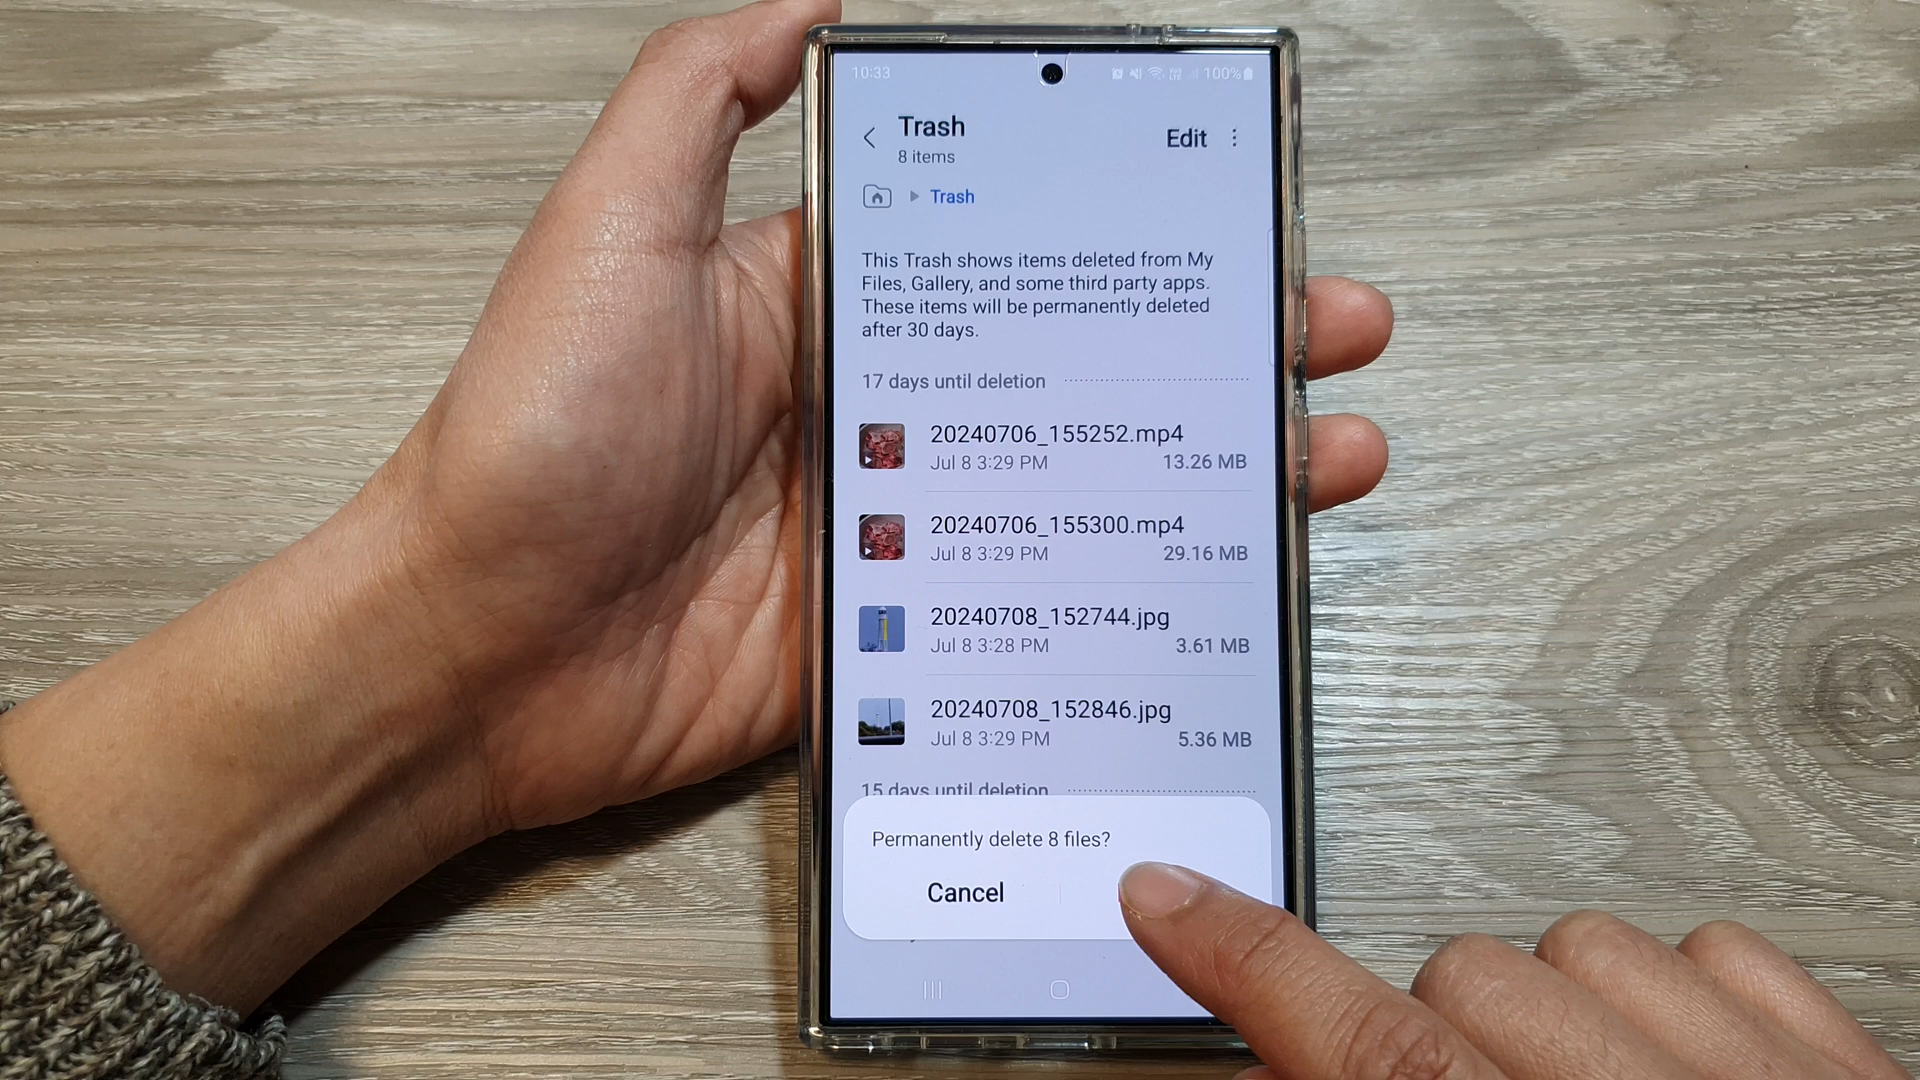 10:33
100%
Trash
Edit
8 items
Trash
This Trash shows items deleted from My
Files, Gallery, and some third party apps.
These items will be permanently deleted
after 30 days.
17 days until deletion
20240706_155252.mp4
Jul 8 3:29 PM 13.26 MB
20240706_155300.mp4
Jul 8 3:29 PM 29.16 MB
20240708_152744.jpg
Jul 8 3:28 PM 3.61 MB
20240708_152846.jpg
Jul 8 3:29 PM 5.36 MB
15 days until deletion
Permanently delete 8 files?
Cancel